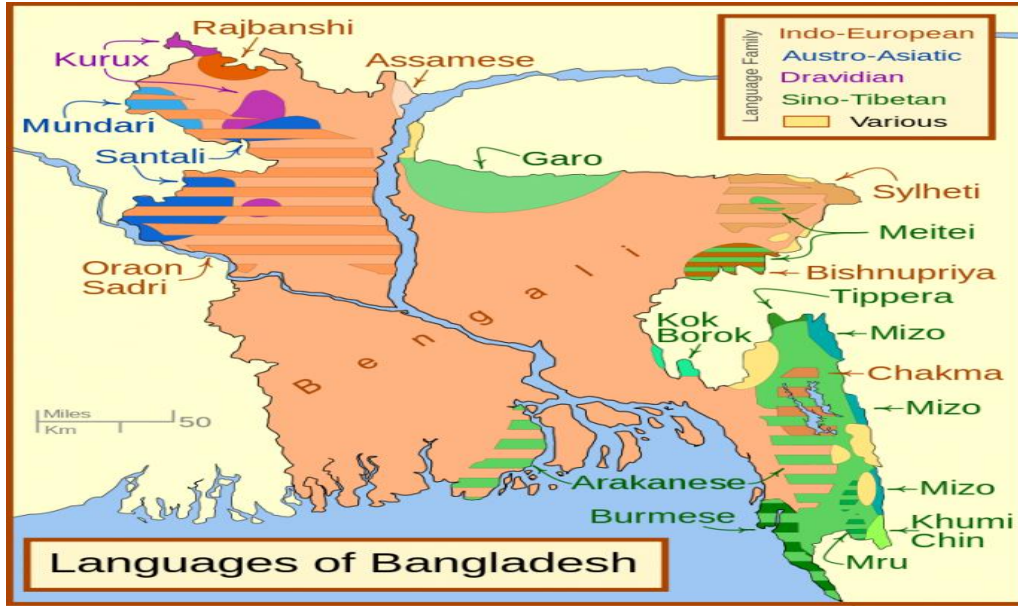 Rajbanshi
Kurux
Assamese
Language Family
Indo-European
Austro-Asiatic
Dravidian
Sino-Tibetan
Various
Mundari
Santali
Garo
Sylheti
Meitei
Oraon
Sadri
Bishnupriya
Tippera
Bengali
Kok
Borok
Mizo
Chakma
Mizo
Miles
Km
50
Arakanese
Mizo
Burmese
Khumi
Chin
Mru
Languages of Bangladesh